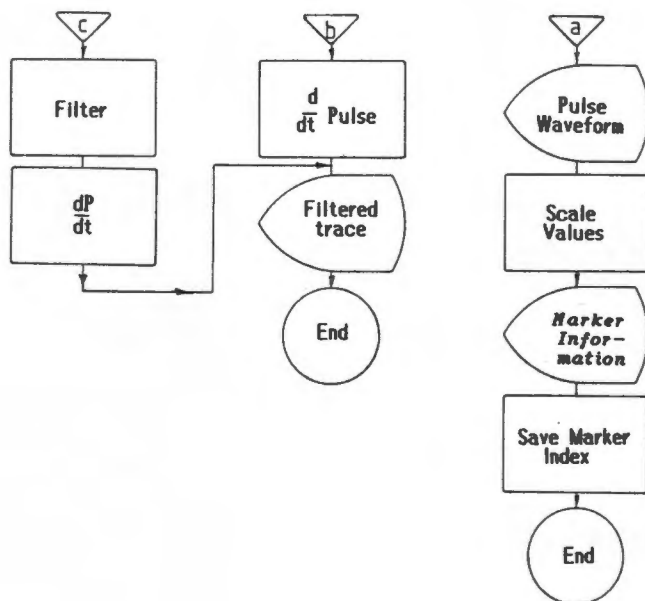 c
Filter
dP
dt
b
d
dt Pulse
Filtered
trace
End
a
Pulse
Waveform
Scale
Values
Marker
Infor-
mation
Save Marker
Index
End